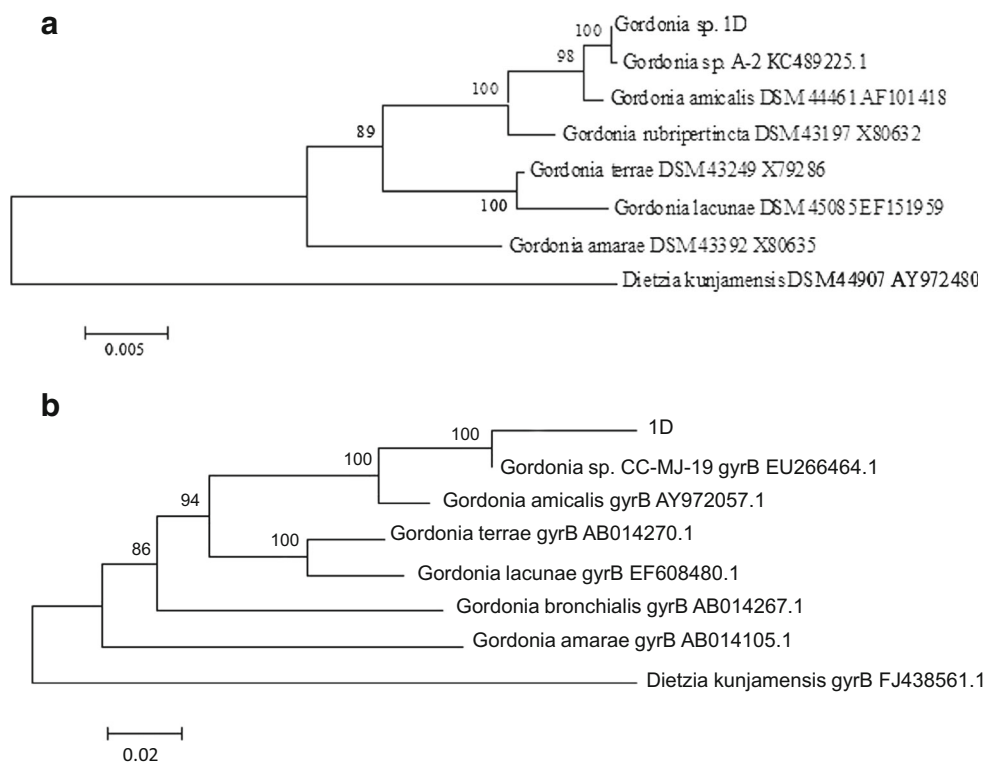 a
100
Gordonia sp. 1D
98
Gordonia sp. A-2 KC489225.1
100
Gordonia amicalis DSM 44461 AF101418
89
Gordonia rubripertincta DSM 43197 X80632
Gordonia terrae DSM 43249 X79286
100
Gordonia lacunae DSM 45085 EF151959
Gordonia amarae DSM 43392 X80635
Dietzia kunjamensis DSM44907 AY972480
0.005
b
100
1D
100
Gordonia sp. CC-MJ-19 gyrB EU266464.1
94
Gordonia amicalis gyrB AY972057.1
100
Gordonia terrae gyrB AB014270.1
86
Gordonia lacunae gyrB EF608480.1
Gordonia bronchialis gyrB AB014267.1
Gordonia amarae gyrB AB014105.1
Dietzia kunjamensis gyrB FJ438561.1
0.02